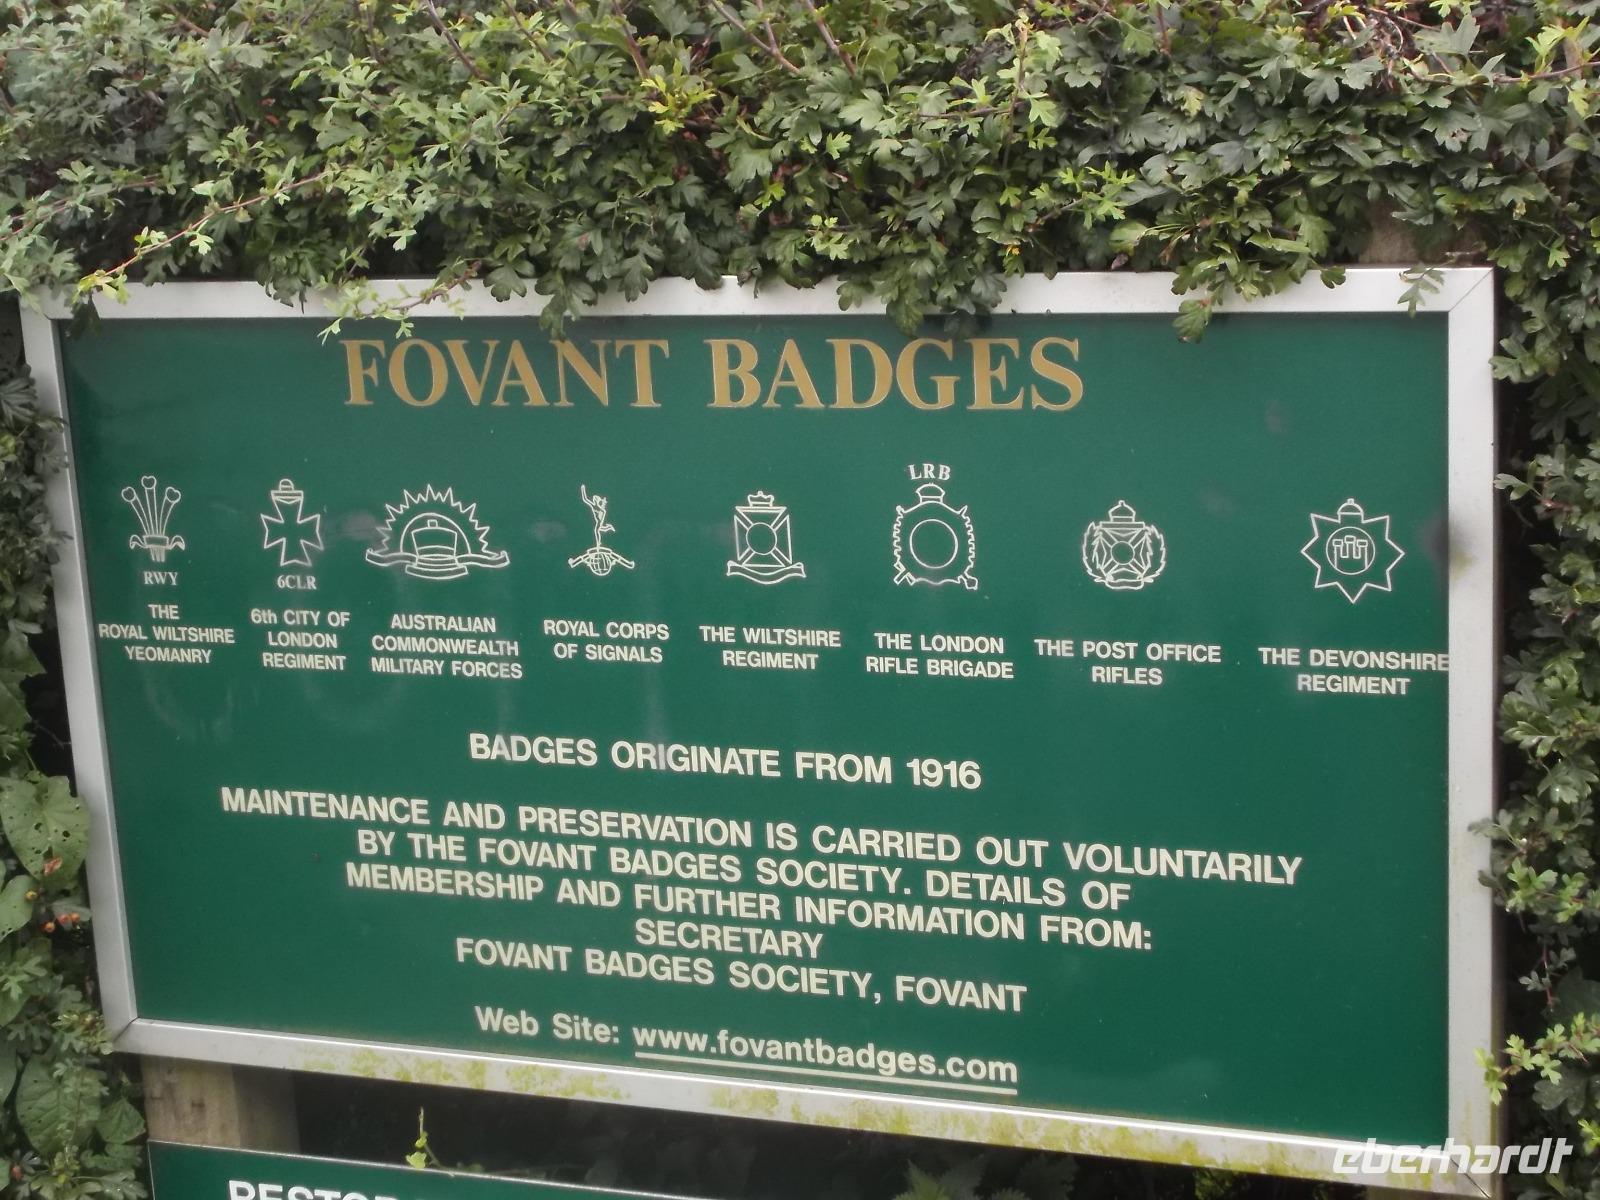 FOVANT BADGES
LRB
RWY
6CLR
THE
ROYAL WILTSHIRE
YEOMANRY
6th CITY OF
LONDON
REGIMENT
AUSTRALIAN
COMMONWEALTH
MILITARY FORCES
ROYAL CORPS
OF SIGNALS
THE WILTSHIRE
REGIMENT
THE LONDON
RIFLE BRIGADE
THE POST OFFICE
RIFLES
THE DEVONSHIRE
REGIMENT
BADGES ORIGINATE FROM 1916
MAINTENANCE AND PRESERVATION IS CARRIED OUT VOLUNTARILY
BY THE FOVANT BADGES SOCIETY. DETAILS OF
MEMBERSHIP AND FURTHER INFORMATION FROM:
SECRETARY
FOVANT BADGES SOCIETY, FOVANT
Web Site: www.fovantbadges.com
eberhardt